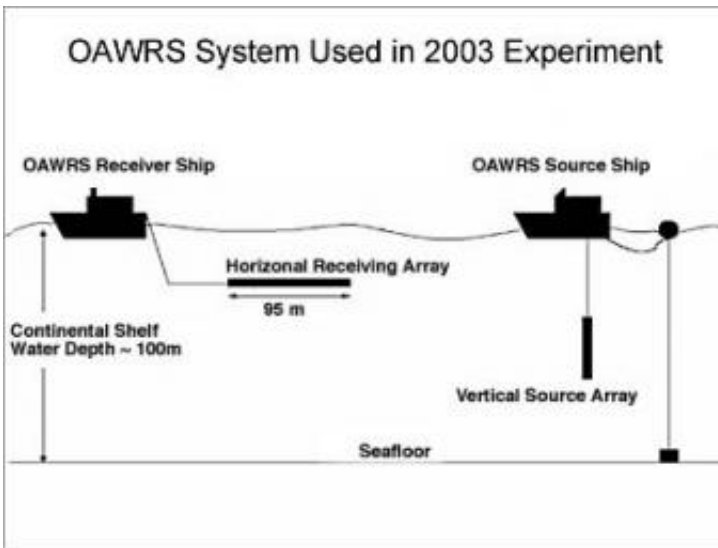 OAWRS System Used in 2003 Experiment
OAWRS Receiver Ship
OAWRS Source Ship
Horizonal Receiving Array
95 m
Continental Shelf
Water Depth ~ 100m
Vertical Source Array
Seafloor